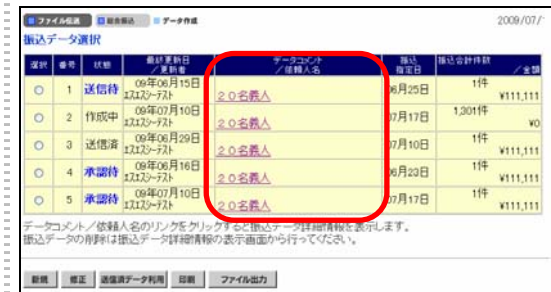 ファイル伝送 総合振込 データ作成 2009/07/
振込データ選択
選択 番号 状態 最終更新日／更新者 データコメント／依頼人名 振込指定日 振込合計件数／金額
1 送信待 09年06月15日 ｴｽｴｽｼｰﾃｽﾄ ２０名義人 06月25日 1件 ¥111,111
2 作成中 09年06月23日 ｴｽｴｽｼｰﾃｽﾄ ２０名義人 07月17日 1,301件 ¥0
3 送信済 09年06月29日 ｴｽｴｽｼｰﾃｽﾄ ２０名義人 07月10日 11件 ¥111,111
4 承認待 09年06月16日 ｴｽｴｽｼｰﾃｽﾄ ２０名義人 06月23日 1件 ¥111,111
5 承認待 09年07月10日 ｴｽｴｽｼｰﾃｽﾄ ２０名義人 07月17日 11件 ¥111,111
データコメント／依頼人名のリンクをクリックすると振込データ詳細情報を表示します。
振込データの削除は振込データ詳細情報の表示画面から行ってください。
新規 修正 送信済データ利用 印刷 ファイル出力